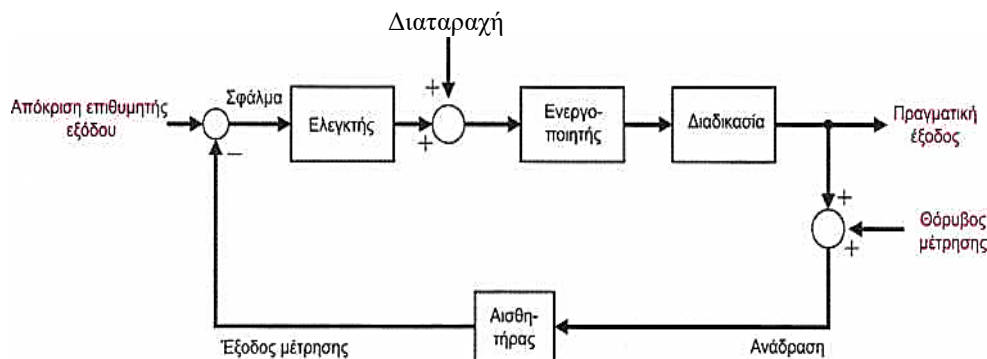 Διαταραχή
Απόκριση επιθυμητής
εξόδου
Σφάλμα
Ελεγκτής
+
+
Ενεργο-
ποιητής
Διαδικασία
Πραγματική
έξοδος
−
+
+
Θόρυβος
μέτρησης
Αισθη-
τήρας
Έξοδος μέτρησης
Ανάδραση